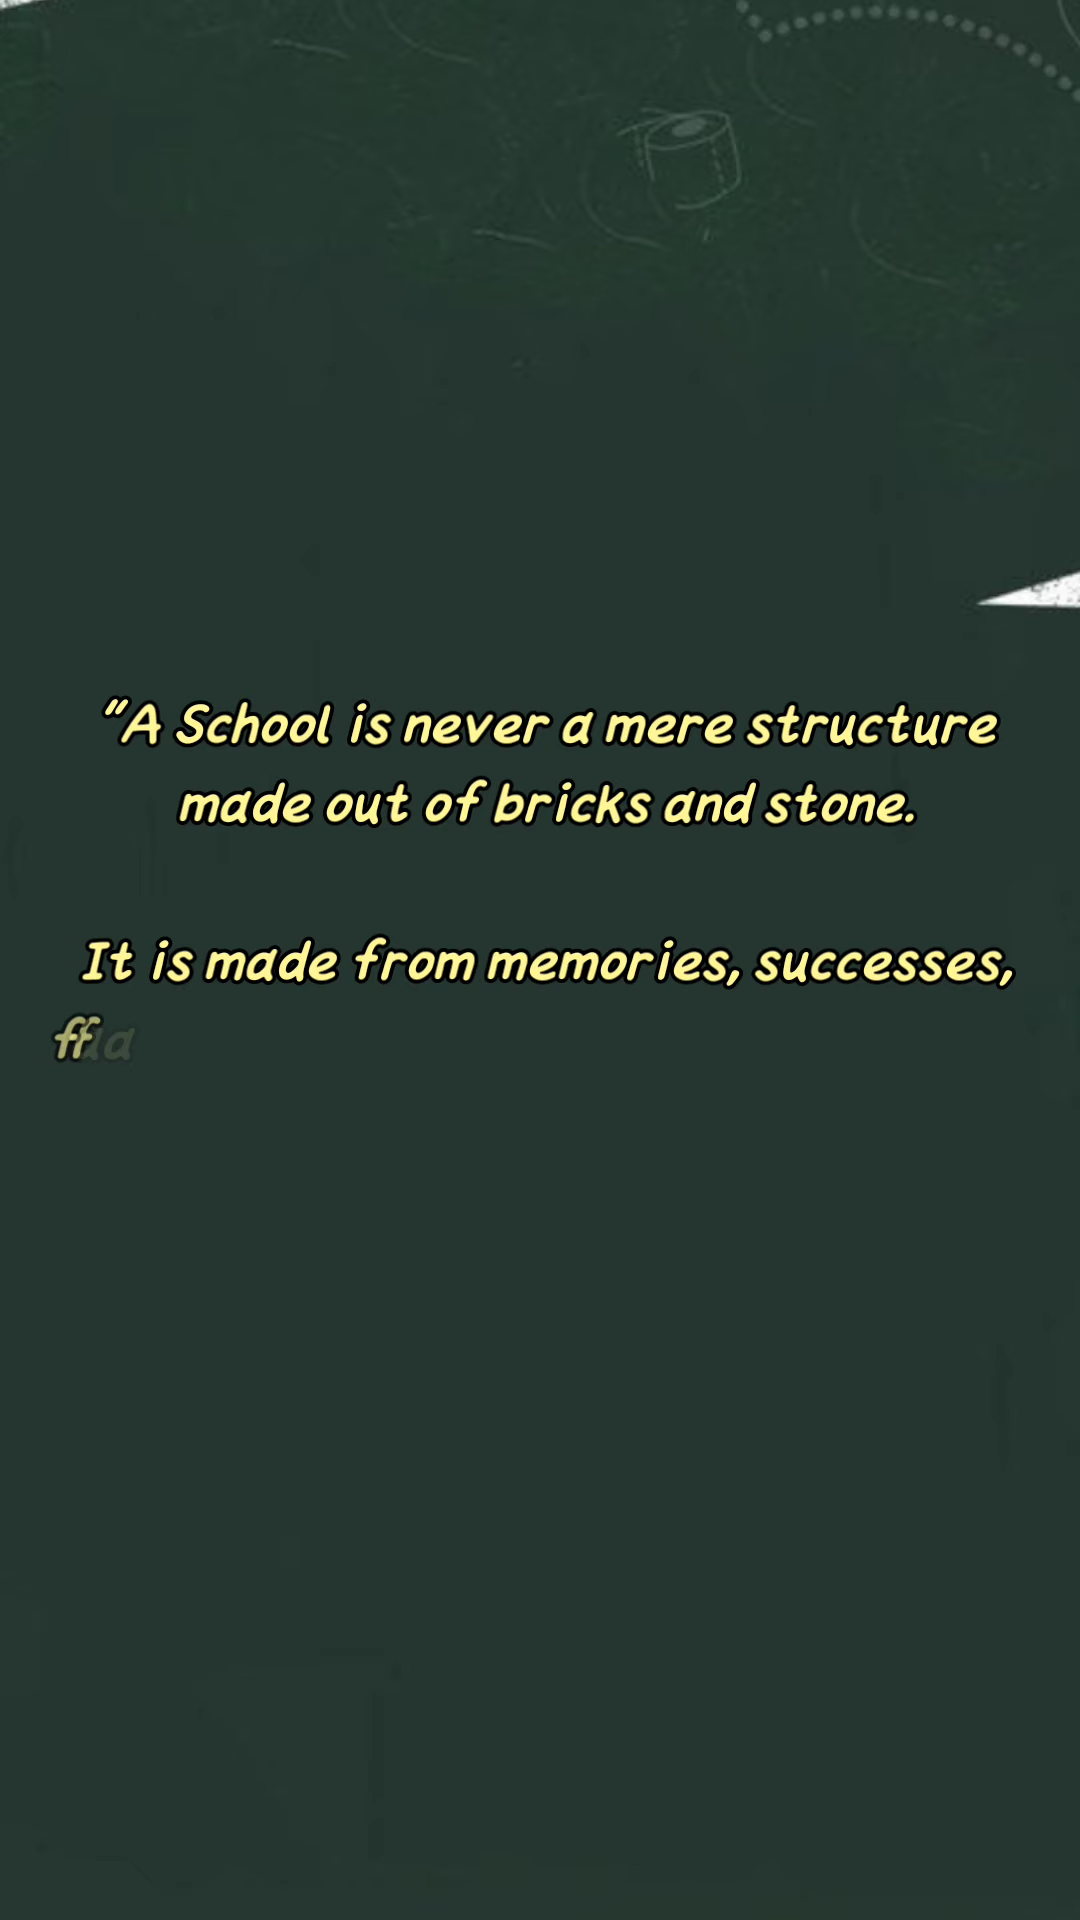 “A School is never a mere structure
made out of bricks and stone.
It is made from memories, successes,